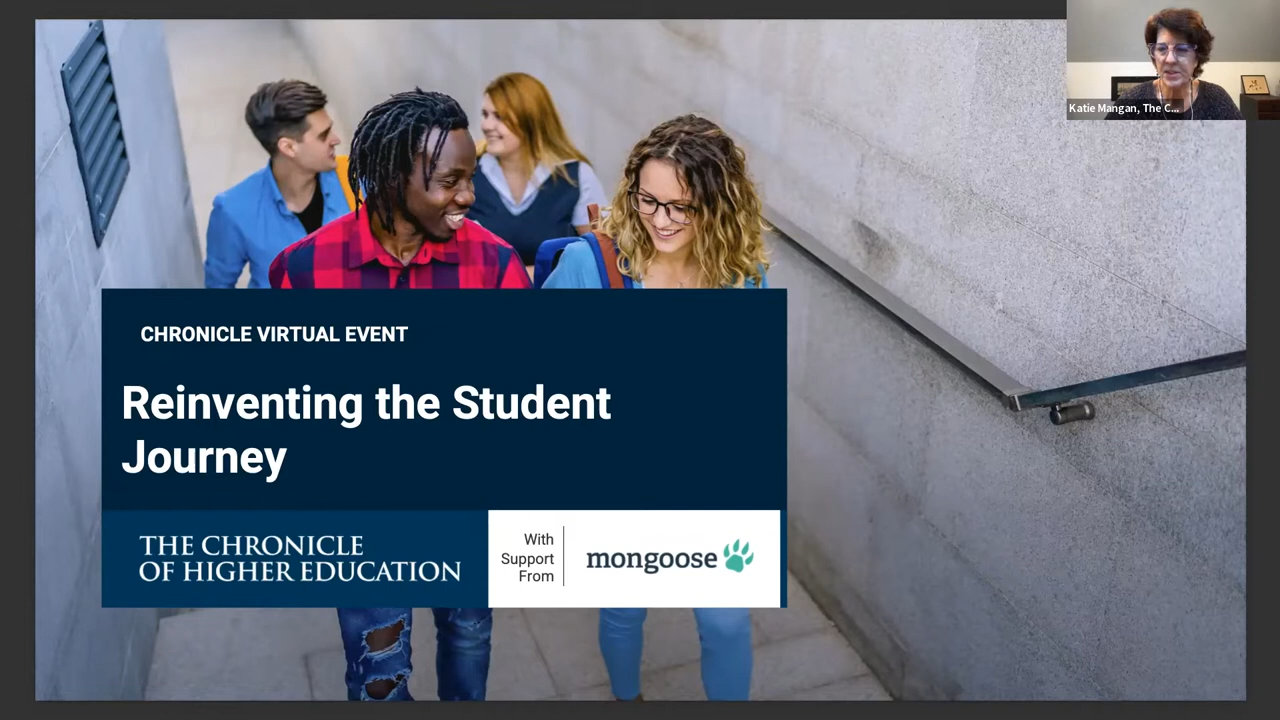 Katie Mangan, The C...
CHRONICLE VIRTUAL EVENT
Reinventing the Student
Journey
THE CHRONICLE
OF HIGHER EDUCATION
With
Support
From
mongoose